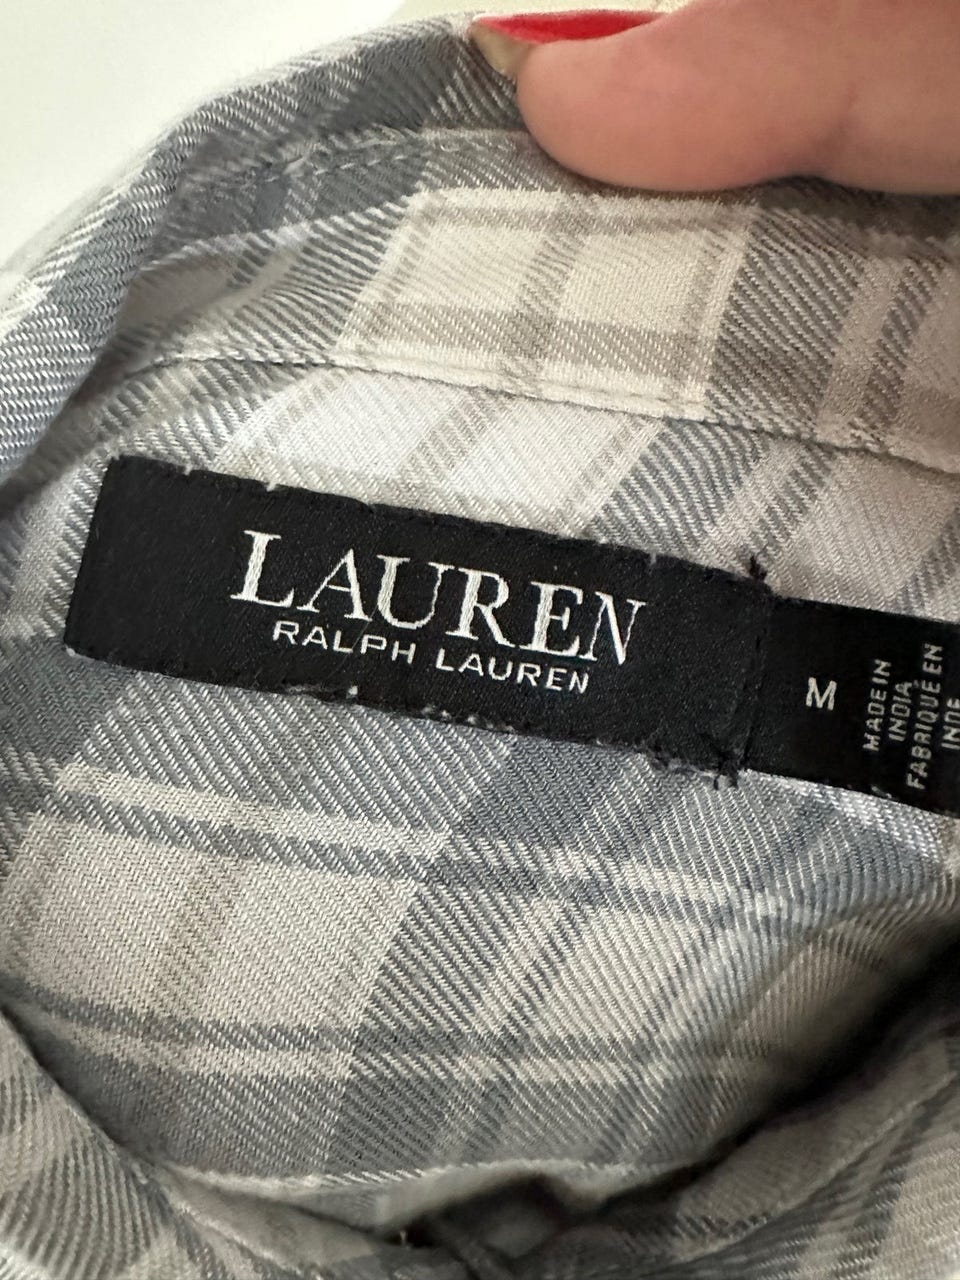 LAUREN
RALPH LAUREN
M
MADE IN
INDIA
FABRIQUÉ EN
INDE